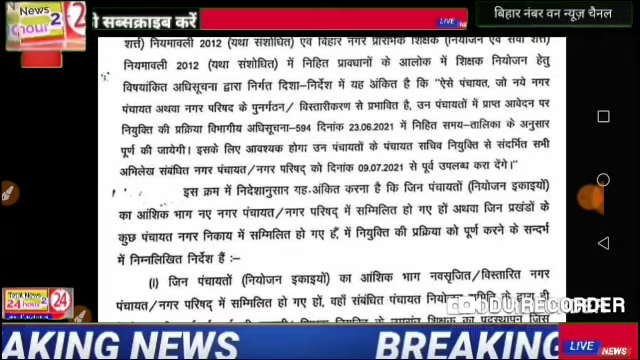 News 2
hour
सब्सक्राइब करें
LIVE
NEWS
बिहार नंबर वन न्यूज़ चैनल
शर्त्त) नियमावली 2012 (यथा संशोधित) एवं बिहार नगर प्रारंभिक शिक्षक (नियोजन एवं सेवा शर्त्त)
नियमावली 2012 (यथा संशोधित) में निहित प्रावधानों के आलोक में शिक्षक नियोजन हेतु
विषयांकित अधिसूचना द्वारा निर्गत दिशा-निर्देश में यह अंकित है कि "ऐसे पंचायत, जो नये नगर
पंचायत अथवा नगर परिषद के पुनर्गठन/ विस्तारीकरण से प्रभावित है, उन पंचायतों में प्राप्त आवेदन पर
नियुक्ति की प्रक्रिया विभागीय अधिसूचना-594 दिनांक 23.06.2021 में निहित समय-तालिका के अनुसार
पूर्ण की जायेगी। इसके लिए आवश्यक होगा उन पंचायतों के पंचायत सचिव नियुक्ति से संदर्भित सभी
अभिलेख संबंधित नगर पंचायत/नगर परिषद् को दिनांक 09.07.2021 से पूर्व उपलब्ध करा देंगे।"
इस क्रम में निदेशानुसार यह अंकित करना है कि जिन पंचायतों (नियोजन इकाइयों)
का आंशिक भाग नए नगर पंचायत/नगर परिषद् में सम्मिलित हो गए हों अथवा जिन प्रखंडों के
कुछ पंचायत नगर निकाय में सम्मिलित हो गए हैं, में नियुक्ति की प्रक्रिया को पूर्ण करने के सन्दर्भ
में निम्नलिखित निर्देश हैं :-
(i) जिन पंचायतों (नियोजन इकाइयों) का आंशिक भाग नवसृजित/विस्तारित नगर
पंचायत/नगर परिषद् में सम्मिलित हो गए हों, वहाँ संबंधित पंचायत
DU RECORDER
24
AKING NEWS
BREAKING
LIVE
NEWS